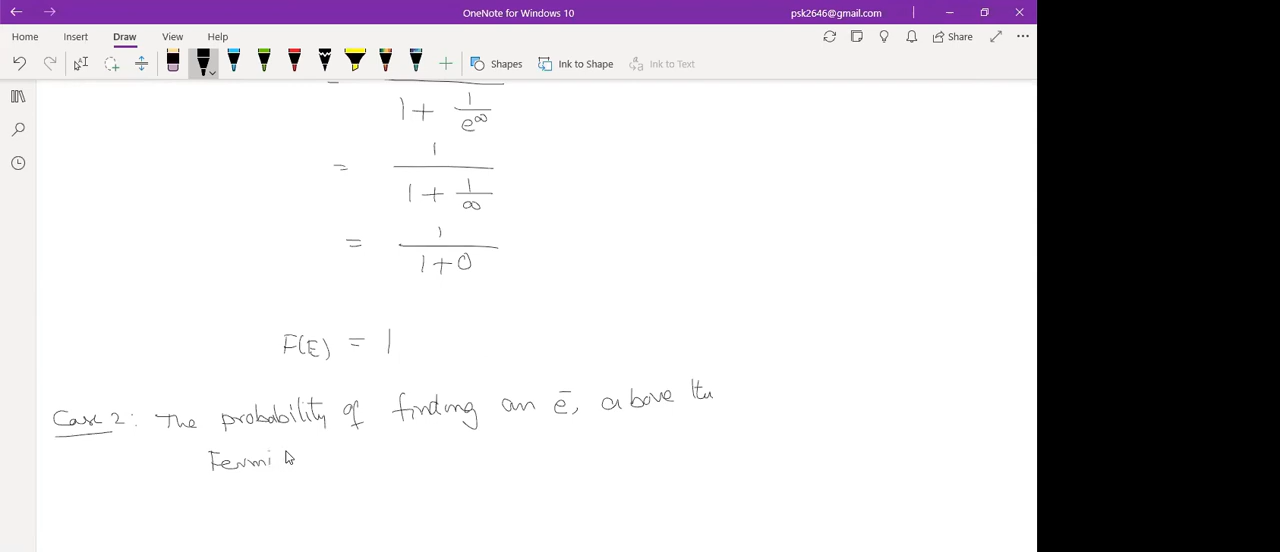 OneNote for Windows 10
psk2646@gmail.com
Home Insert Draw View Help
Share
Shapes Ink to Shape Ink to Text
=
1 + 1/e^∞
= 1/(1 + 1/∞)
= 1/(1+0)
F(E) = 1
Case 2: The probability of finding an e̅, above the
Fermi